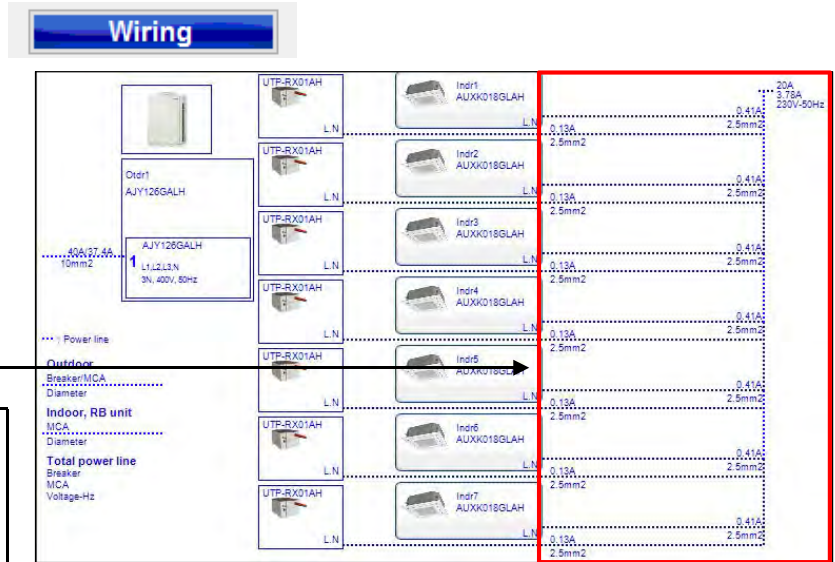 Wiring
20A
3.78A
230V-50Hz
UTP-RX01AH
L.N
Indr1
AUXK018GLAH
L.N
0.41A
2.5mm2
0.13A
2.5mm2
UTP-RX01AH
L.N
Indr2
AUXK018GLAH
L.N
0.41A
2.5mm2
0.13A
2.5mm2
Otdr1
AJY126GALH
UTP-RX01AH
L.N
Indr3
AUXK018GLAH
L.N
0.41A
2.5mm2
0.13A
2.5mm2
40A/37.4A
10mm2
AJY126GALH
1
L1,L2,L3,N
3N, 400V, 50Hz
UTP-RX01AH
L.N
Indr4
AUXK018GLAH
L.N
0.41A
2.5mm2
0.13A
2.5mm2
: Power line
Outdoor
Breaker/MCA
Diameter
Indoor, RB unit
MCA
Diameter
Total power line
Breaker
MCA
Voltage-Hz
UTP-RX01AH
L.N
Indr5
AUXK018GLAH
L.N
0.41A
2.5mm2
0.13A
2.5mm2
UTP-RX01AH
L.N
Indr6
AUXK018GLAH
L.N
0.41A
2.5mm2
0.13A
2.5mm2
UTP-RX01AH
L.N
Indr7
AUXK018GLAH
L.N
0.41A
2.5mm2
0.13A
2.5mm2